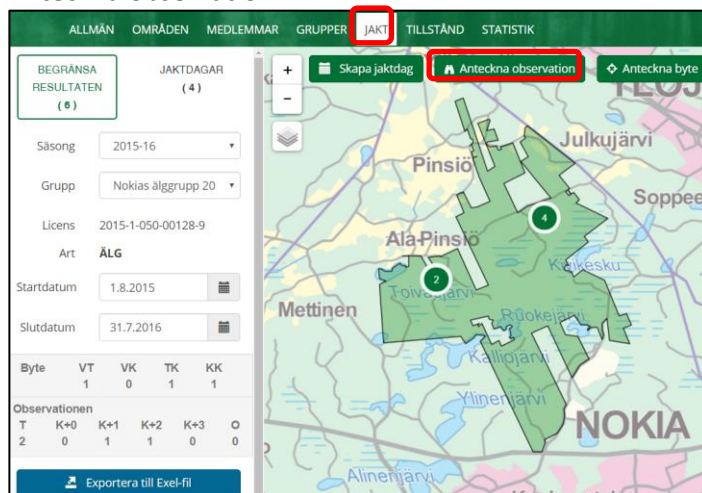 ALLMÄN OMRÅDEN MEDLEMMAR GRUPPER JAKT TILLSTÅND STATISTIK
BEGRÄNSA RESULTATEN (6)
JAKTDAGAR (4)
Säsong 2015-16
Grupp Nokias älggrupp 20
Licens 2015-1-050-00128-9
Art ÄLG
Startdatum 1.8.2015
Slutdatum 31.7.2016
Byte VT VK TK KK
1 0 1 1
Observationen
T K+0 K+1 K+2 K+3 O
2 0 1 1 0 0
Exportera till Exel-fil
+
-
Skapa jaktdag
Anteckna observation
Anteckna byte
Julkujärvi
Pinsiö
Soppee
4
Ala-Pinsiö
Kivikesku
2
Toivasjärvi
Mettinen
Ruokejärvi
Kalliojärvi
Ylinenjärvi
NOKIA
Alinenjärvi